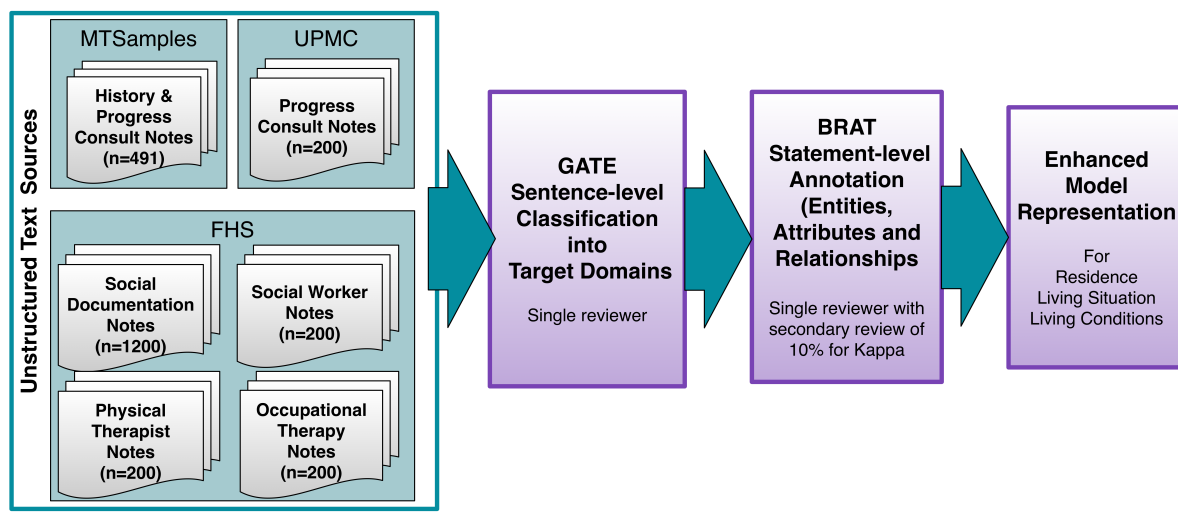 Unstructured Text Sources
MTSamples
History &
Progress
Consult Notes
(n=491)
UPMC
Progress
Consult Notes
(n=200)
FHS
Social
Documentation
Notes
(n=1200)
Social Worker
Notes
(n=200)
Physical
Therapist
Notes
(n=200)
Occupational
Therapy
Notes
(n=200)
GATE
Sentence-level
Classification
into
Target Domains
Single reviewer
BRAT
Statement-level
Annotation
(Entities,
Attributes and
Relationships
Single reviewer with
secondary review of
10% for Kappa
Enhanced
Model
Representation
For
Residence
Living Situation
Living Conditions